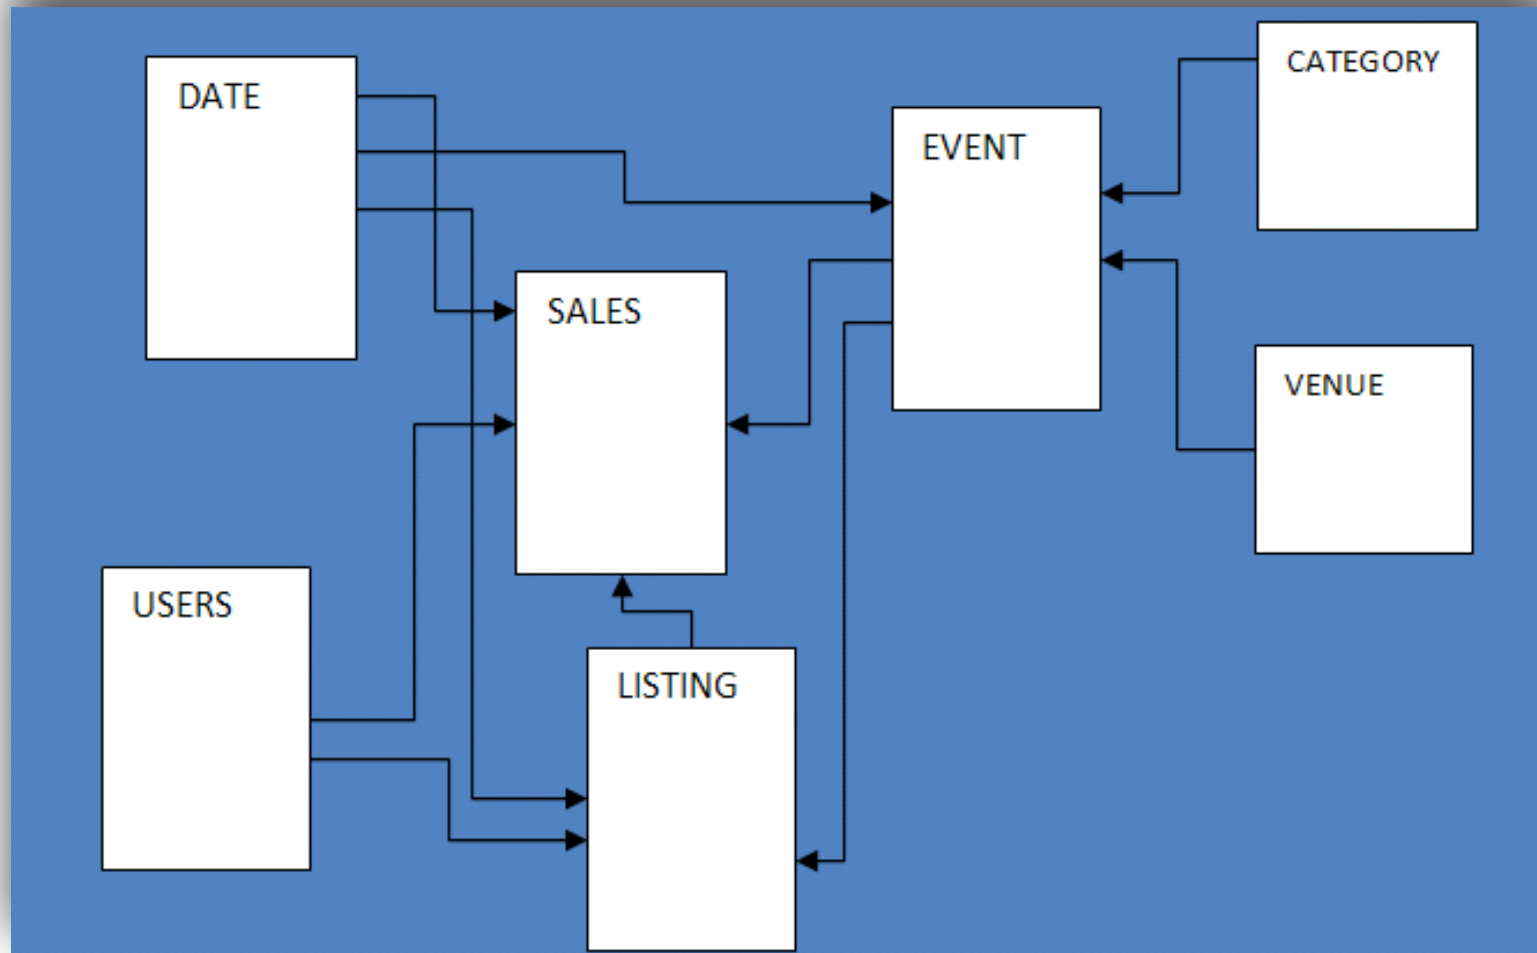 DATE
CATEGORY
EVENT
SALES
VENUE
USERS
LISTING